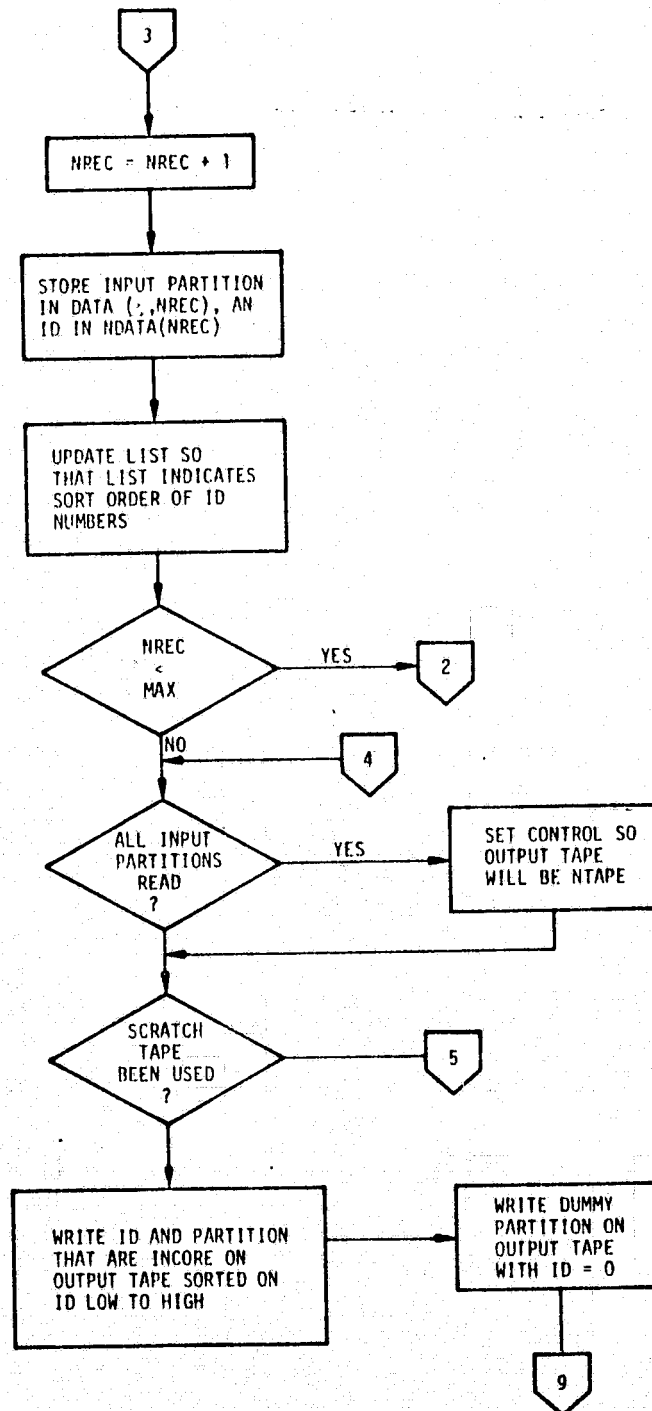 3
NREC = NREC + 1
STORE INPUT PARTITION
IN DATA (:,NREC), AN
ID IN NDATA(NREC)
UPDATE LIST SO
THAT LIST INDICATES
SORT ORDER OF ID
NUMBERS
NREC
<
MAX
YES
2
NO
4
ALL INPUT
PARTITIONS
READ
?
YES
SET CONTROL SO
OUTPUT TAPE
WILL BE NTAPE
SCRATCH
TAPE
BEEN USED
?
5
WRITE ID AND PARTITION
THAT ARE INCORE ON
OUTPUT TAPE SORTED ON
ID LOW TO HIGH
WRITE DUMMY
PARTITION ON
OUTPUT TAPE
WITH ID = 0
9